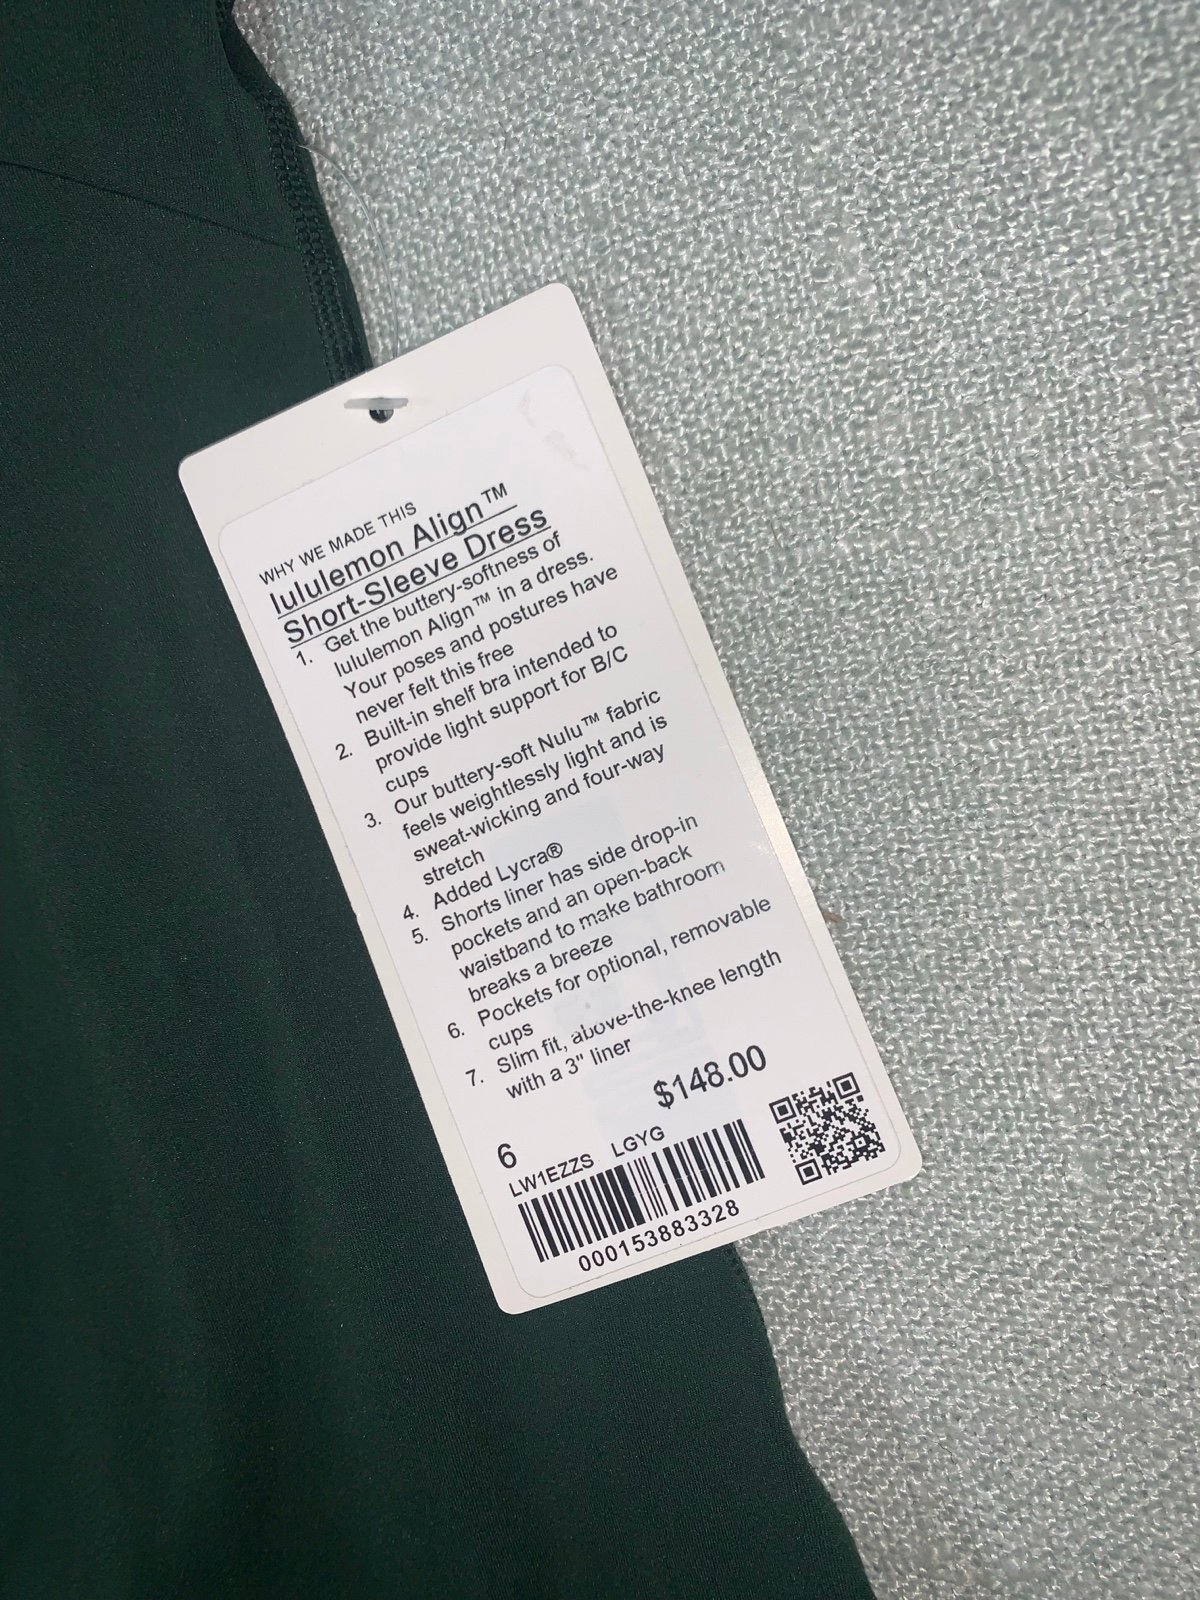 WHY WE MADE THIS
lululemon Align™
Short-Sleeve Dress
1. Get the buttery-softness of
lululemon Align™ in a dress.
Your poses and postures have
never felt this free
2. Built-in shelf bra intended to
provide light support for B/C
cups
3. Our buttery-soft Nulu™ fabric
feels weightlessly light and is
sweat-wicking and four-way
stretch
4. Added Lycra®
5. Shorts liner has side drop-in
pockets and an open-back
waistband to make bathroom
breaks a breeze
6. Pockets for optional, removable
cups
7. Slim fit, above-the-knee length
with a 3" liner
$148.00
6
LW1EZZS LGYG
000153883328